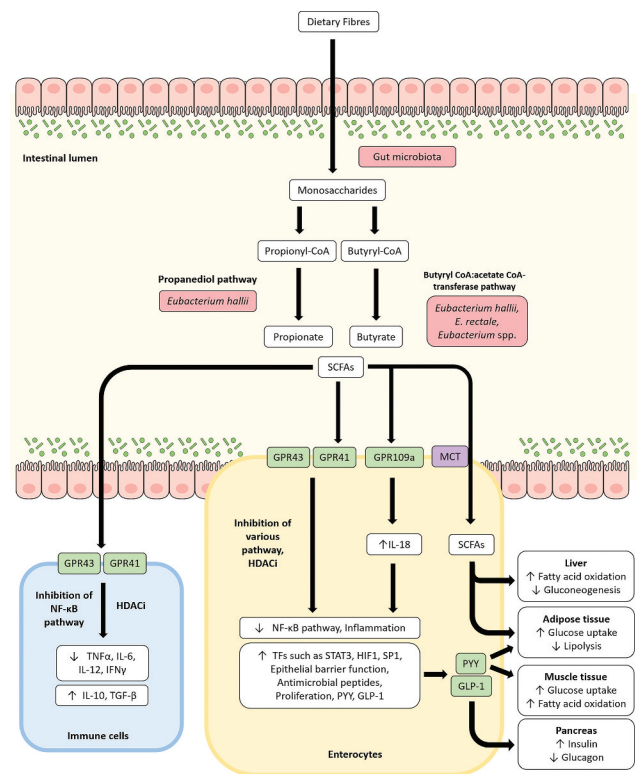 Dietary Fibres
Intestinal lumen
Gut microbiota
Monosaccharides
Propionyl-CoA
Butyryl-CoA
Propanediol pathway
Eubacterium hallii
Butyryl CoA:acetate CoA-
transferase pathway
Eubacterium hallii,
E. rectale,
Eubacterium spp.
Propionate
Butyrate
SCFAs
GPR43
GPR41
GPR109a
MCT
Inhibition of
various
pathway,
HDACi
↑IL-18
SCFAs
GPR43
GPR41
Inhibition of
NF-κB
pathway
HDACi
↓ TNFα, IL-6,
IL-12, IFNγ
↑ IL-10, TGF-β
Immune cells
↓ NF-κB pathway, Inflammation
↑ TFs such as STAT3, HIF1, SP1,
Epithelial barrier function,
Antimicrobial peptides,
Proliferation, PYY, GLP-1
PYY
GLP-1
Enterocytes
Liver
↑ Fatty acid oxidation
↓ Gluconeogenesis
Adipose tissue
↑ Glucose uptake
↓ Lipolysis
Muscle tissue
↑ Glucose uptake
↑ Fatty acid oxidation
Pancreas
↑ Insulin
↓ Glucagon